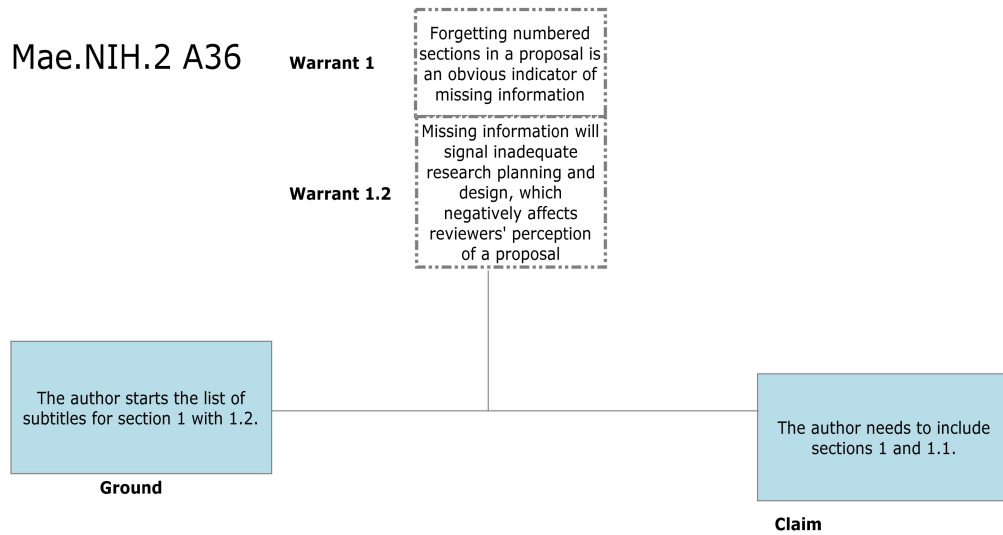 Mae.NIH.2 A36
Warrant 1
Forgetting numbered
sections in a proposal is
an obvious indicator of
missing information
Warrant 1.2
Missing information will
signal inadequate
research planning and
design, which
negatively affects
reviewers' perception
of a proposal
The author starts the list of
subtitles for section 1 with 1.2.
Ground
The author needs to include
sections 1 and 1.1.
Claim